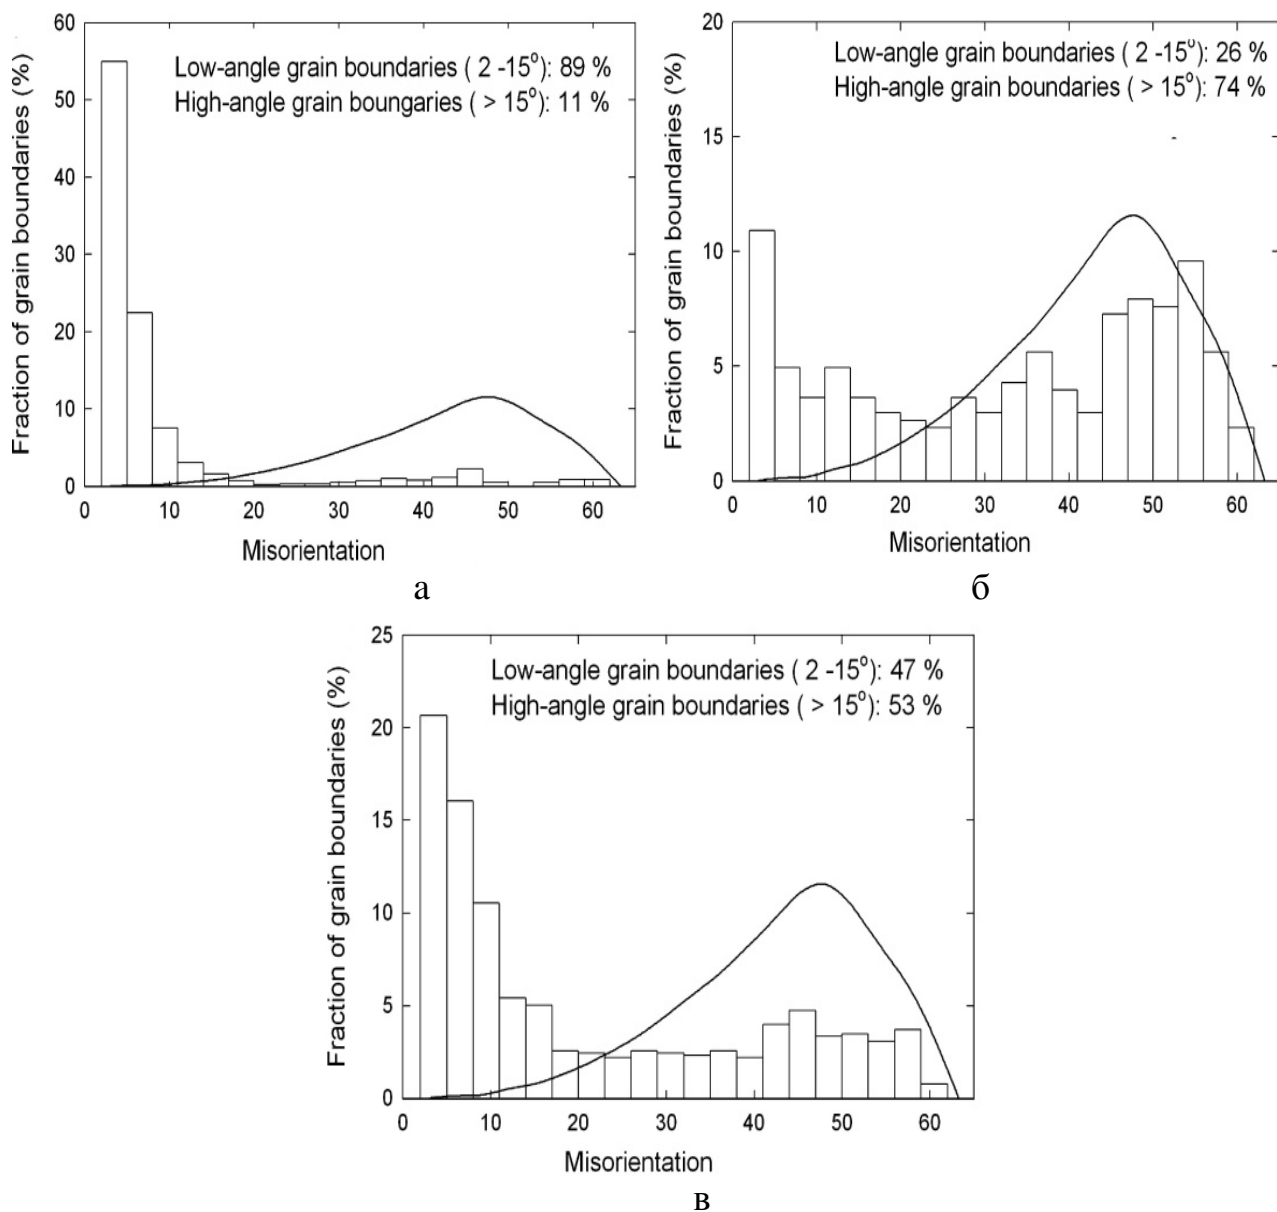 60
50
40
30
20
10
0
Fraction of grain boundaries (%)
Low-angle grain boundaries ( 2 -15°): 89 %
High-angle grain boungaries ( > 15°): 11 %
0 10 20 30 40 50 60
Misorientation
а
20
15
10
5
0
Fraction of grain boundaries (%)
Low-angle grain boundaries ( 2 -15°): 26 %
High-angle grain boundaries ( > 15°): 74 %
0 10 20 30 40 50 60
Misorientation
б
25
20
15
10
5
0
Fraction of grain boundaries (%)
Low-angle grain boundaries ( 2 -15°): 47 %
High-angle grain boundaries ( > 15°): 53 %
0 10 20 30 40 50 60
Misorientation
в